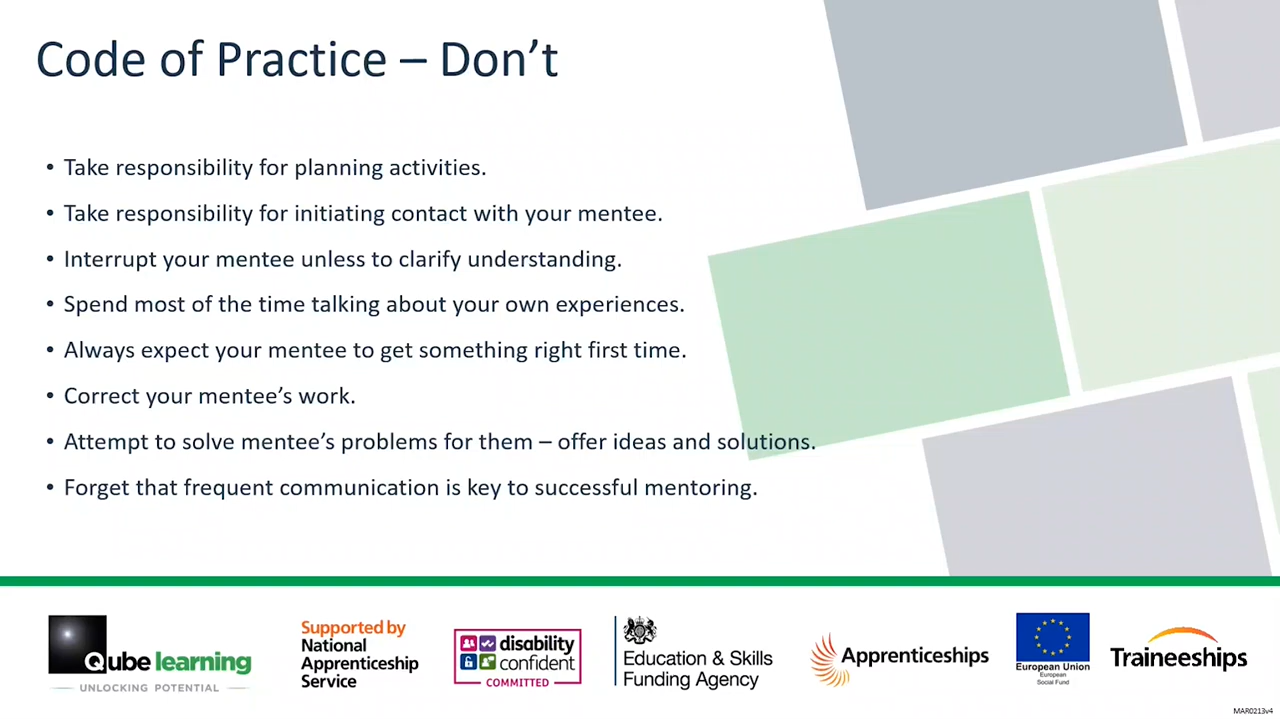 Code of Practice – Don’t
• Take responsibility for planning activities.
• Take responsibility for initiating contact with your mentee.
• Interrupt your mentee unless to clarify understanding.
• Spend most of the time talking about your own experiences.
• Always expect your mentee to get something right first time.
• Correct your mentee’s work.
• Attempt to solve mentee’s problems for them – offer ideas and solutions.
• Forget that frequent communication is key to successful mentoring.
Qube learning
UNLOCKING POTENTIAL
Supported by
National
Apprenticeship
Service
disability
confident
COMMITTED
Education & Skills
Funding Agency
Apprenticeships
European Union
European
Social Fund
Traineeships
MAR0213v4